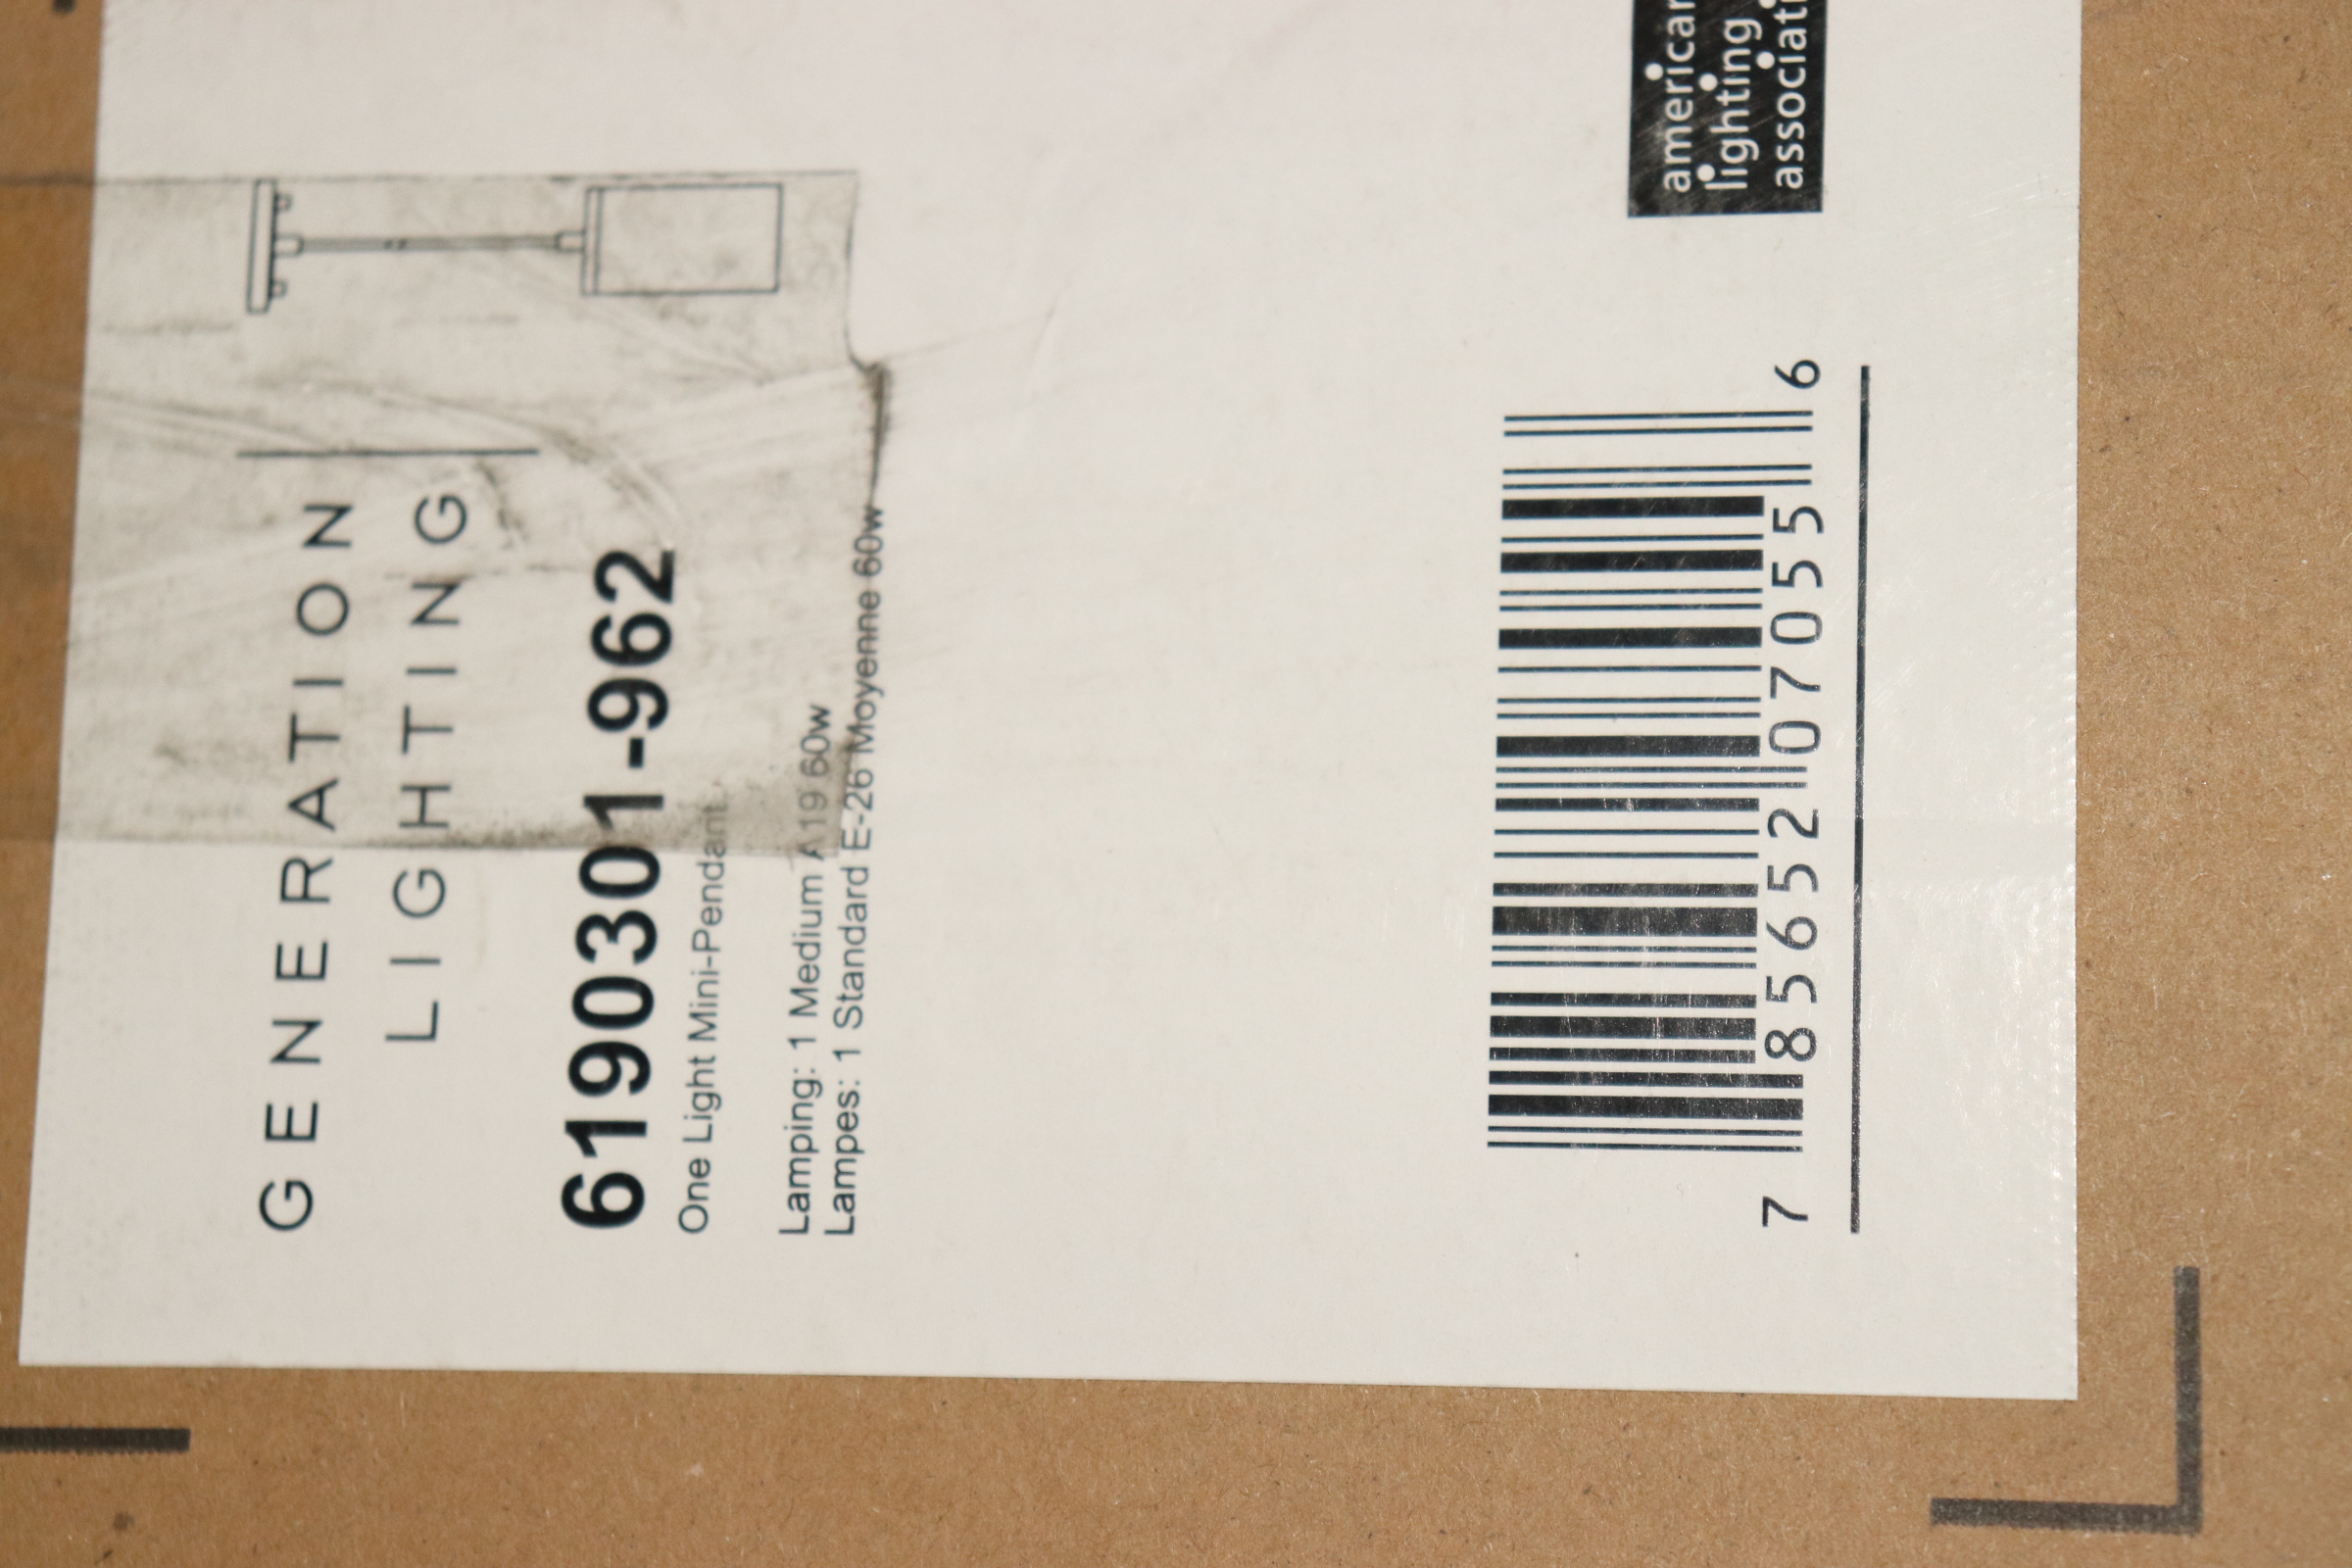 GENERATION
LIGHTING
6190301-962
One Light Mini-Pendant
Lamping: 1 Medium A19 60w
Lampes: 1 Standard E-26 Moyenne 60w
7 85652 07055 6
american
lighting
associati